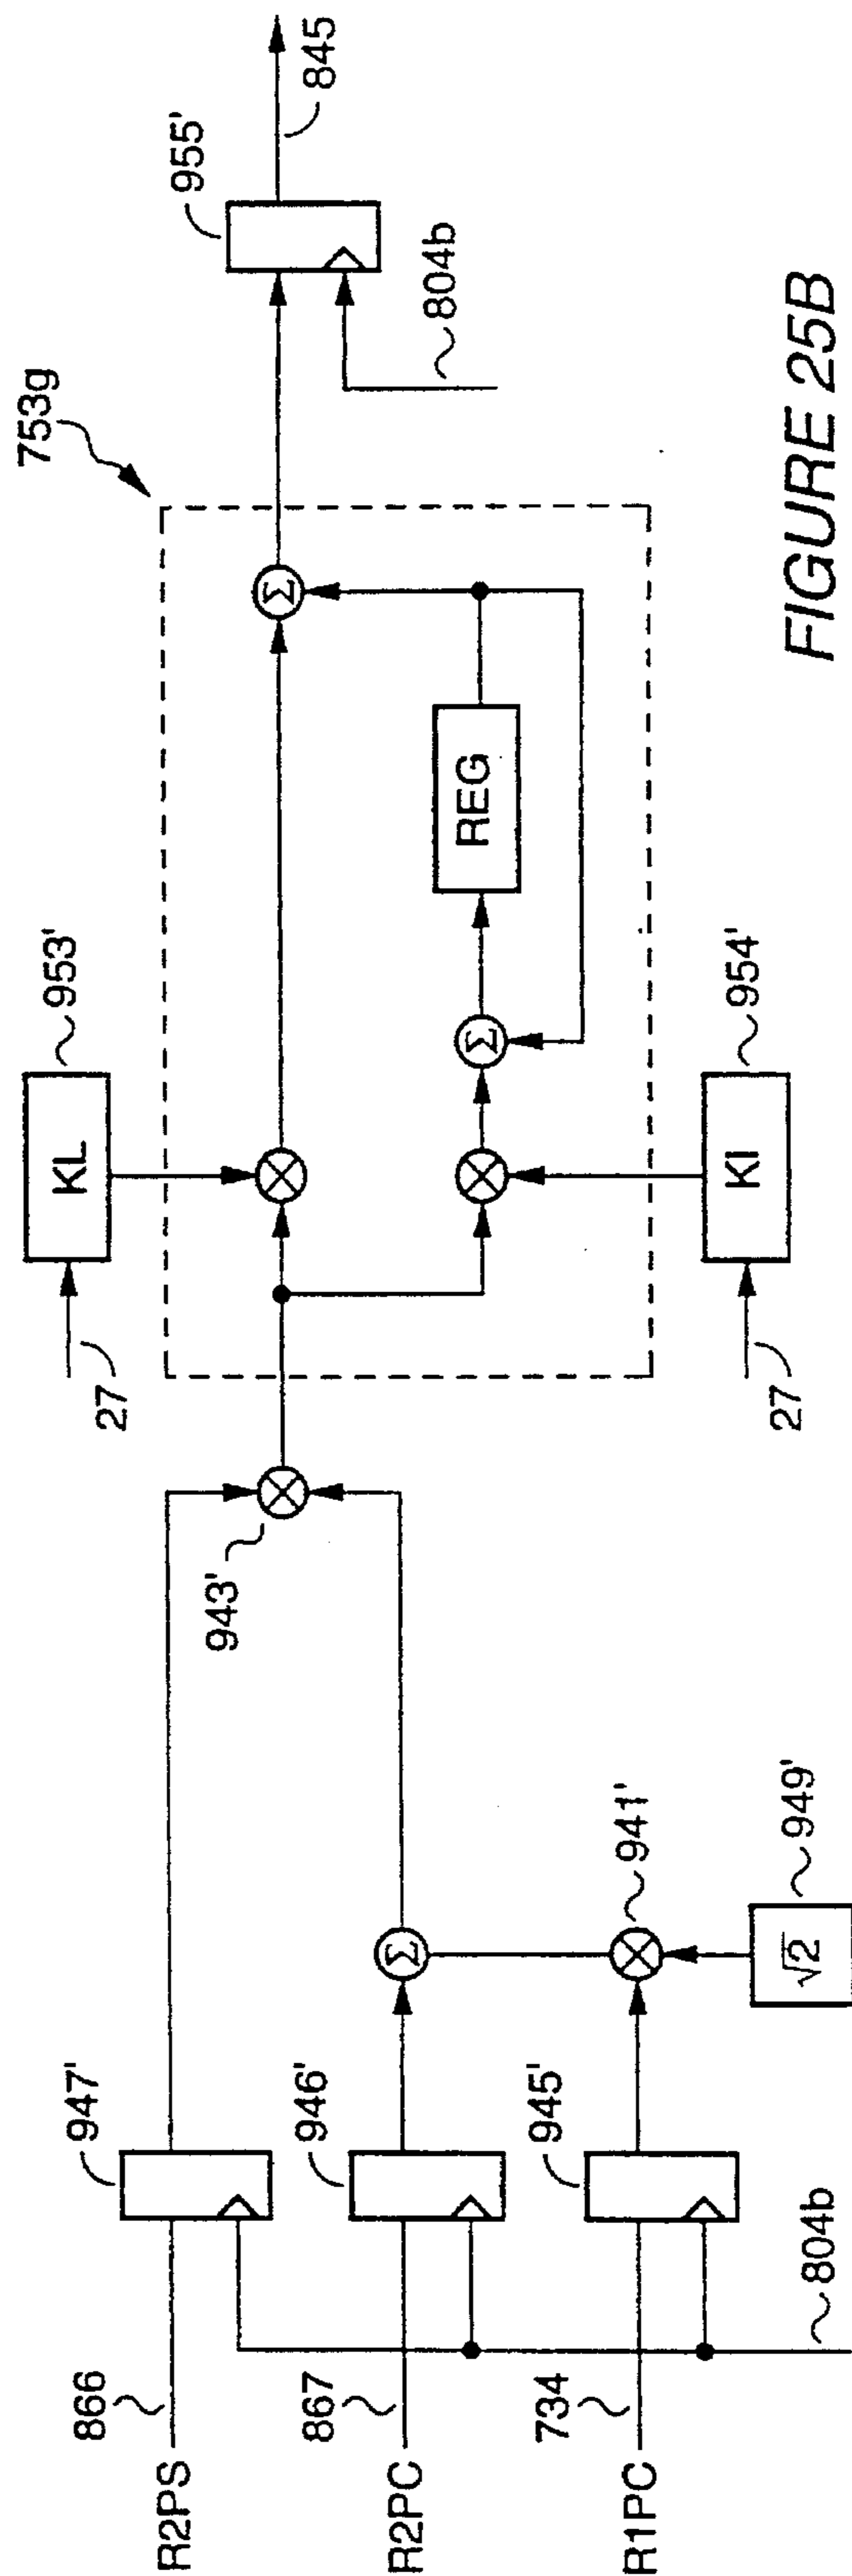 R2PS
866
947'
R2PC
867
946'
R1PC
734
945'
804b
941'
√2
949'
943'
27
KL
953'
Σ
Σ
REG
Σ
27
KI
954'
753g
955'
804b
845
FIGURE 25B